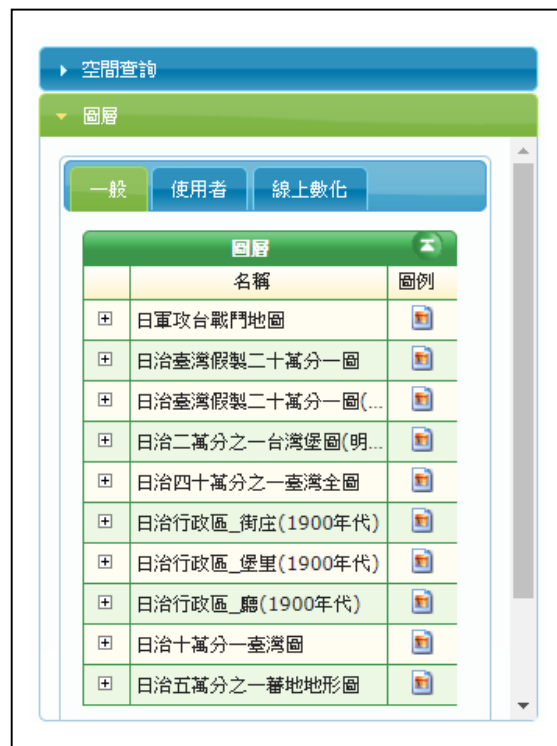 空間查詢
圖層
一般 使用者 線上數化
圖層
名稱 圖例
日軍攻台戰鬥地圖
日治臺灣假製二十萬分一圖
日治臺灣假製二十萬分一圖(...
日治二萬分之一台灣堡圖(明...
日治四十萬分之一臺灣全圖
日治行政區_街庄(1900年代)
日治行政區_堡里(1900年代)
日治行政區_廳(1900年代)
日治十萬分一臺灣圖
日治五萬分之一蕃地地形圖